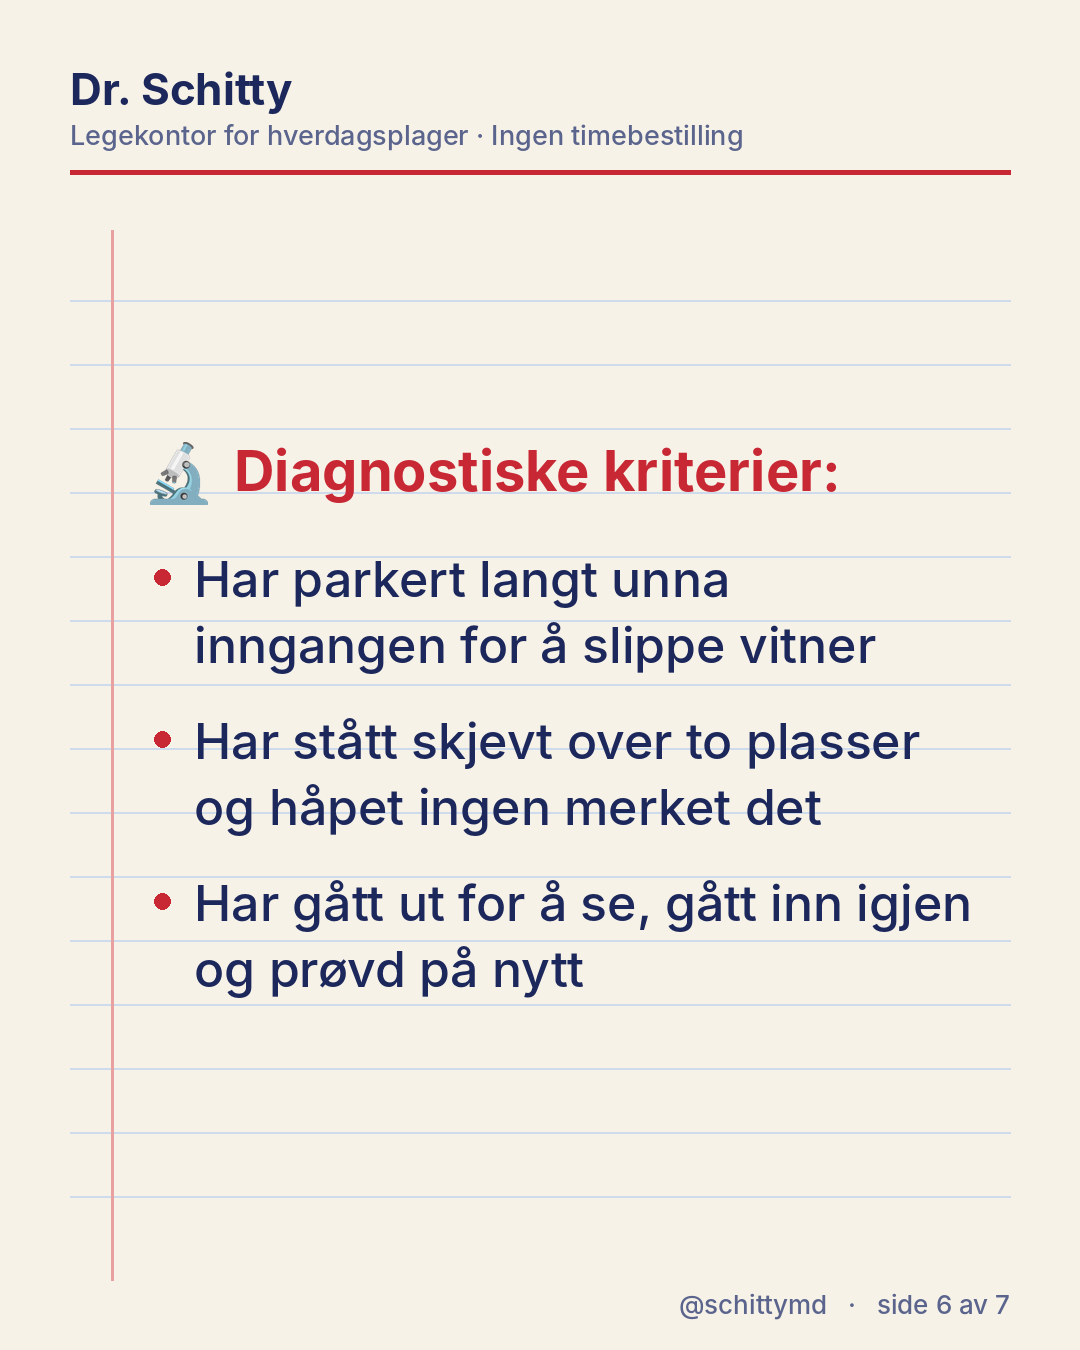 Dr. Schitty
Legekontor for hverdagsplager · Ingen timebestilling
🔬 Diagnostiske kriterier:
• Har parkert langt unna
inngangen for å slippe vitner
• Har stått skjevt over to plasser
og håpet ingen merket det
• Har gått ut for å se, gått inn igjen
og prøvd på nytt
@schittymd · side 6 av 7